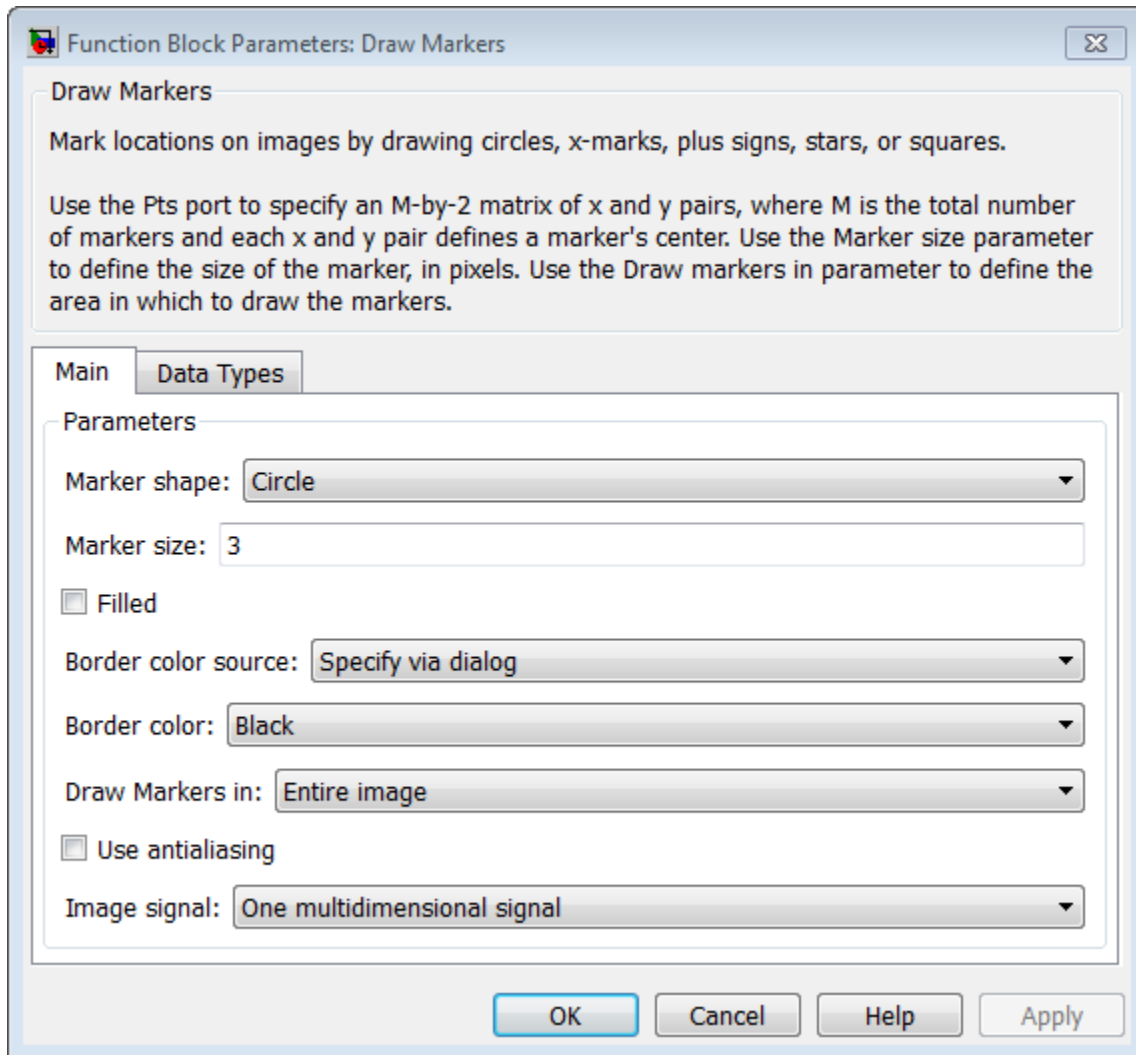 Function Block Parameters: Draw Markers
Draw Markers
Mark locations on images by drawing circles, x-marks, plus signs, stars, or squares.
Use the Pts port to specify an M-by-2 matrix of x and y pairs, where M is the total number
of markers and each x and y pair defines a marker's center. Use the Marker size parameter
to define the size of the marker, in pixels. Use the Draw markers in parameter to define the
area in which to draw the markers.
Main Data Types
Parameters
Marker shape: Circle
Marker size: 3
Filled
Border color source: Specify via dialog
Border color: Black
Draw Markers in: Entire image
Use antialiasing
Image signal: One multidimensional signal
OK Cancel Help Apply